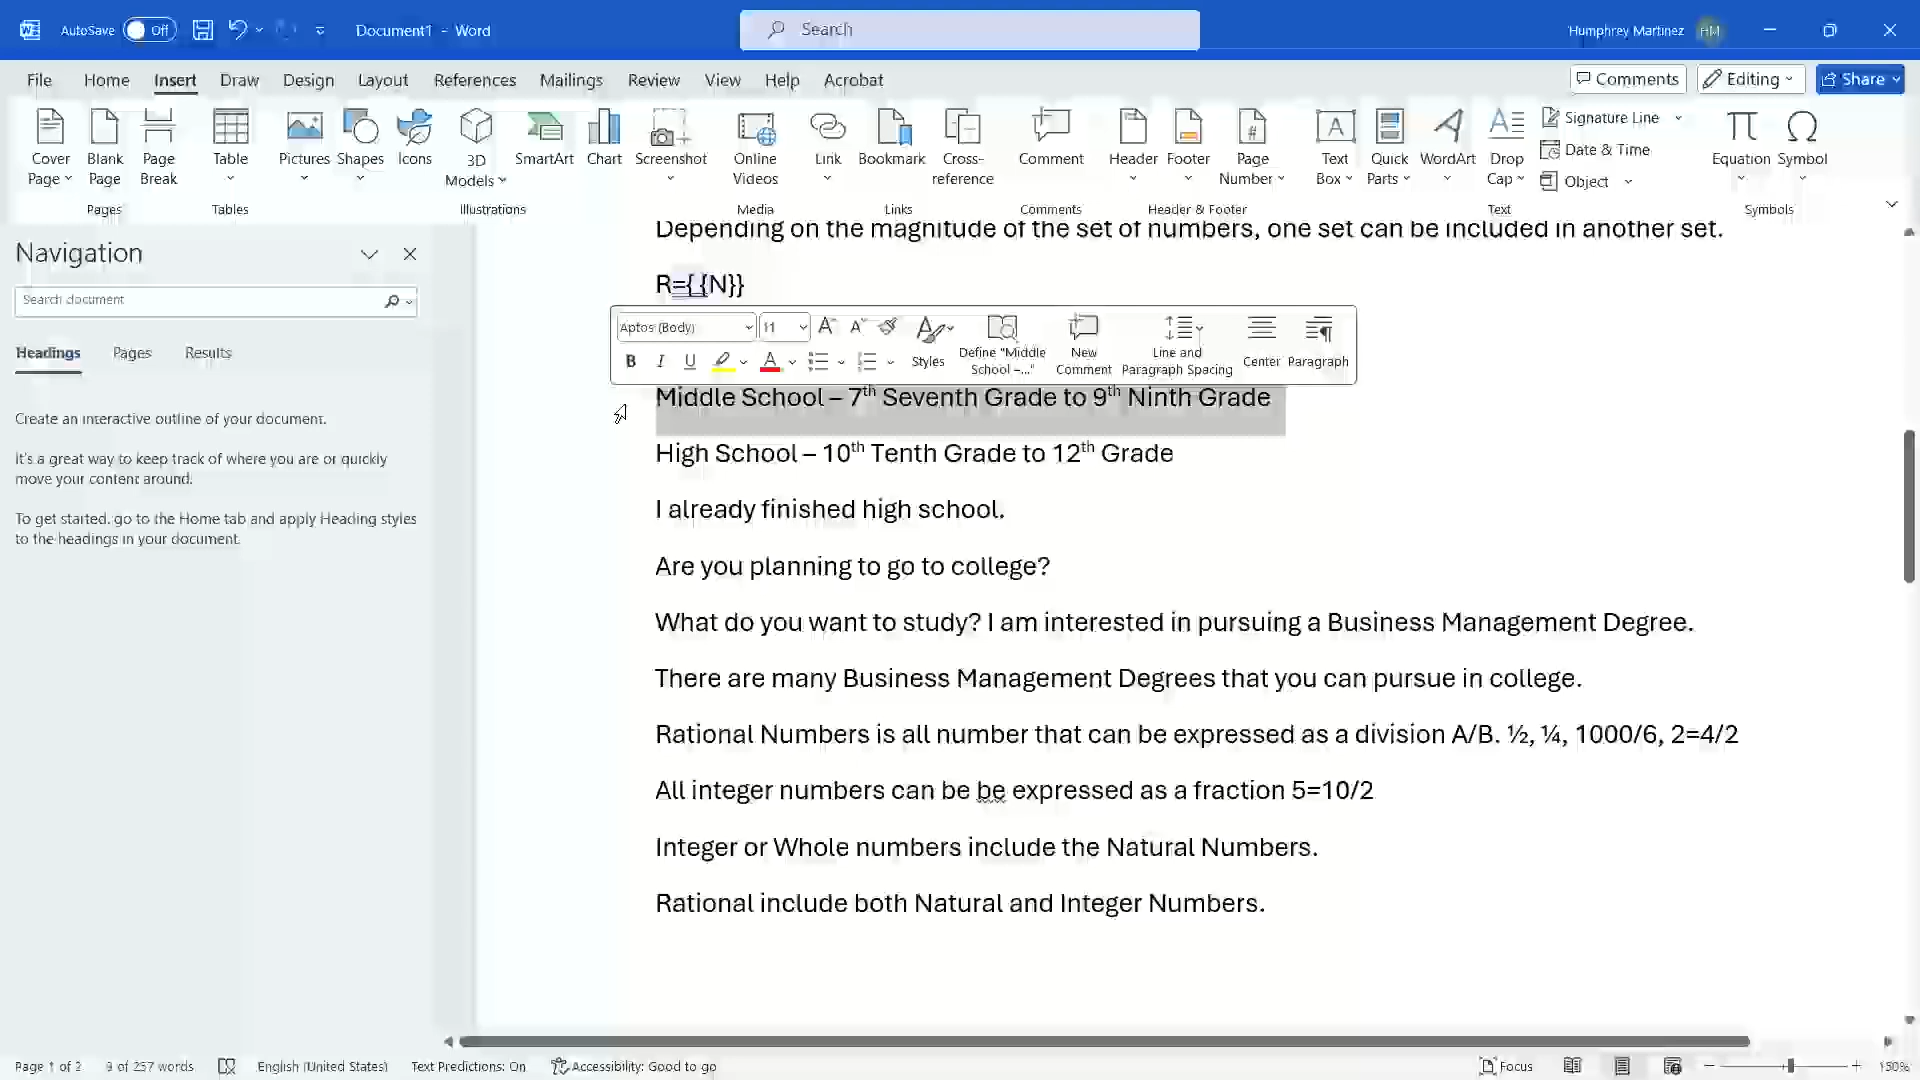 AutoSave Off Document1 - Word Search Humphrey Martinez HM
File Home Insert Draw Design Layout References Mailings Review View Help Acrobat Comments Editing Share
Cover Page Blank Page Page Break Table Pictures Shapes Icons 3D Models SmartArt Chart Screenshot Online Videos Link Bookmark Cross-reference Comment Header Footer Page Number Text Box Quick Parts WordArt Drop Cap Signature Line Date & Time Object Equation Symbol
Pages Tables Illustrations Media Links Comments Header & Footer Text Symbols
Navigation
Search document
Headings Pages Results
Create an interactive outline of your document.
It's a great way to keep track of where you are or quickly
move your content around.
To get started, go to the Home tab and apply Heading styles
to the headings in your document.
Depending on the magnitude of the set of numbers, one set can be included in another set.
R={ {N}}
Aptos (Body) 11
B I U A Styles Define "Middle School –..." New Comment Line and Paragraph Spacing Center Paragraph
Middle School – 7th Seventh Grade to 9th Ninth Grade
High School – 10th Tenth Grade to 12th Grade
I already finished high school.
Are you planning to go to college?
What do you want to study? I am interested in pursuing a Business Management Degree.
There are many Business Management Degrees that you can pursue in college.
Rational Numbers is all number that can be expressed as a division A/B. ½, ¼, 1000/6, 2=4/2
All integer numbers can be be expressed as a fraction 5=10/2
Integer or Whole numbers include the Natural Numbers.
Rational include both Natural and Integer Numbers.
Page 1 of 2 9 of 257 words English (United States) Text Predictions: On Accessibility: Good to go Focus 150%